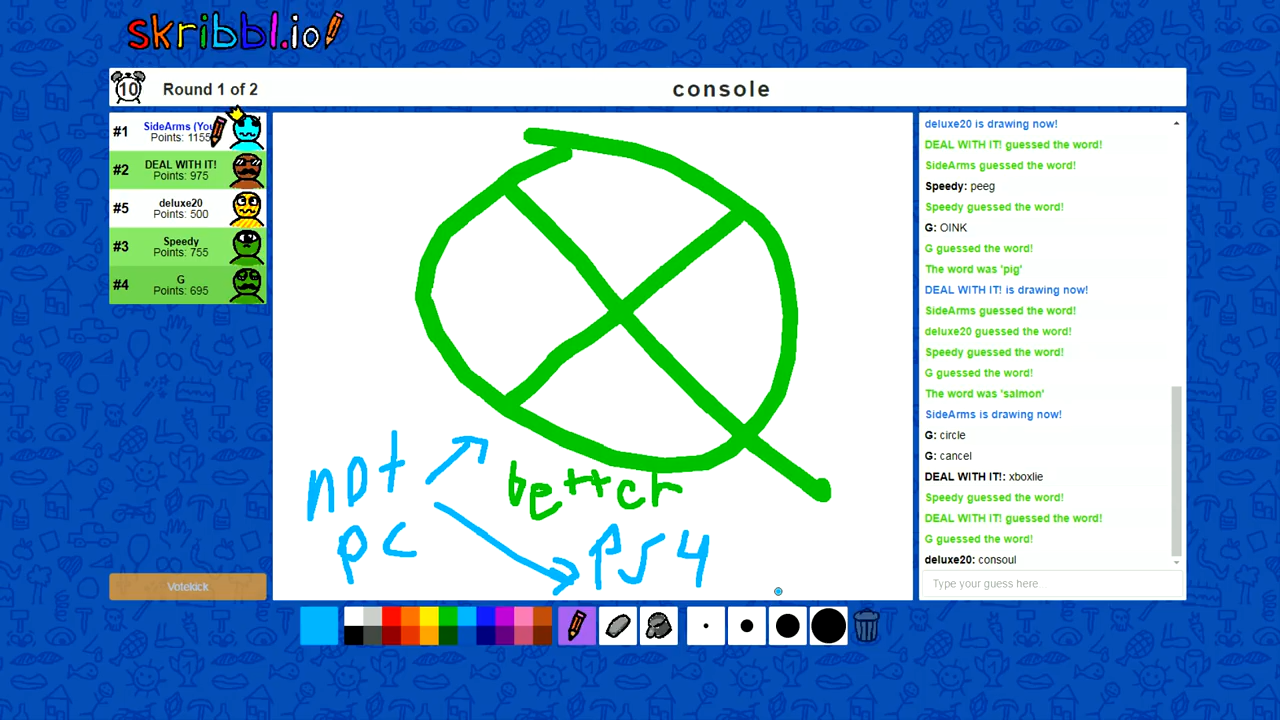 skribbl.io
10 Round 1 of 2 console
#1 SideArms (You
Points: 1155
#2 DEAL WITH IT!
Points: 975
#5 deluxe20
Points: 500
#3 Speedy
Points: 755
#4 G
Points: 695
Votekick
not
pc
better
PS4
deluxe20 is drawing now!
DEAL WITH IT! guessed the word!
SideArms guessed the word!
Speedy: peeg
Speedy guessed the word!
G: OINK
G guessed the word!
The word was 'pig'
DEAL WITH IT! is drawing now!
SideArms guessed the word!
deluxe20 guessed the word!
Speedy guessed the word!
G guessed the word!
The word was 'salmon'
SideArms is drawing now!
G: circle
G: cancel
DEAL WITH IT!: xboxlie
Speedy guessed the word!
DEAL WITH IT! guessed the word!
G guessed the word!
deluxe20: consoul
Type your guess here...